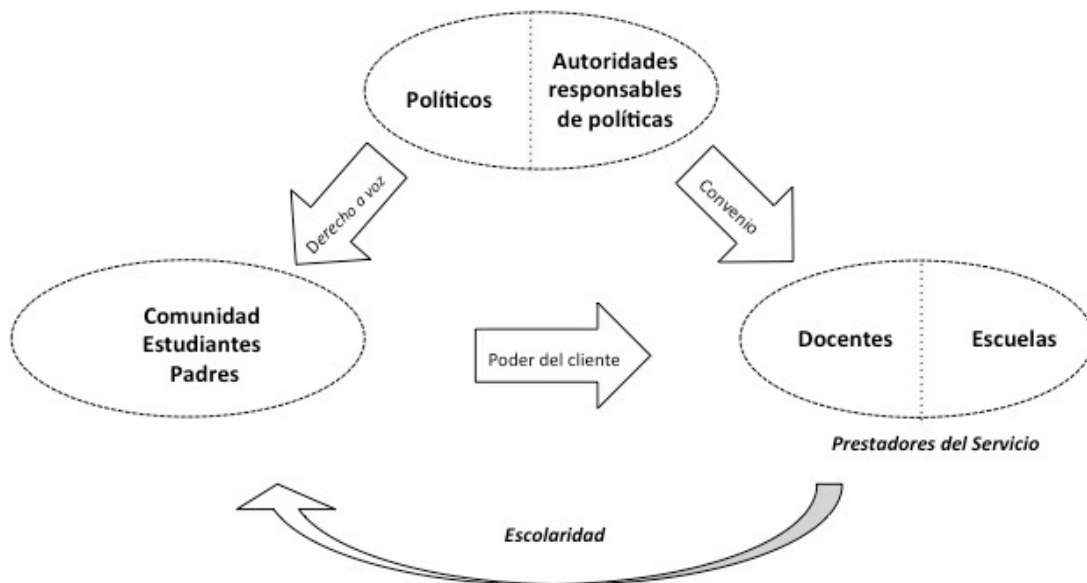 Políticos
Autoridades
responsables
de políticas
Derecho a voz
Convenio
Comunidad
Estudiantes
Padres
Poder del cliente
Docentes
Escuelas
Prestadores del Servicio
Escolaridad